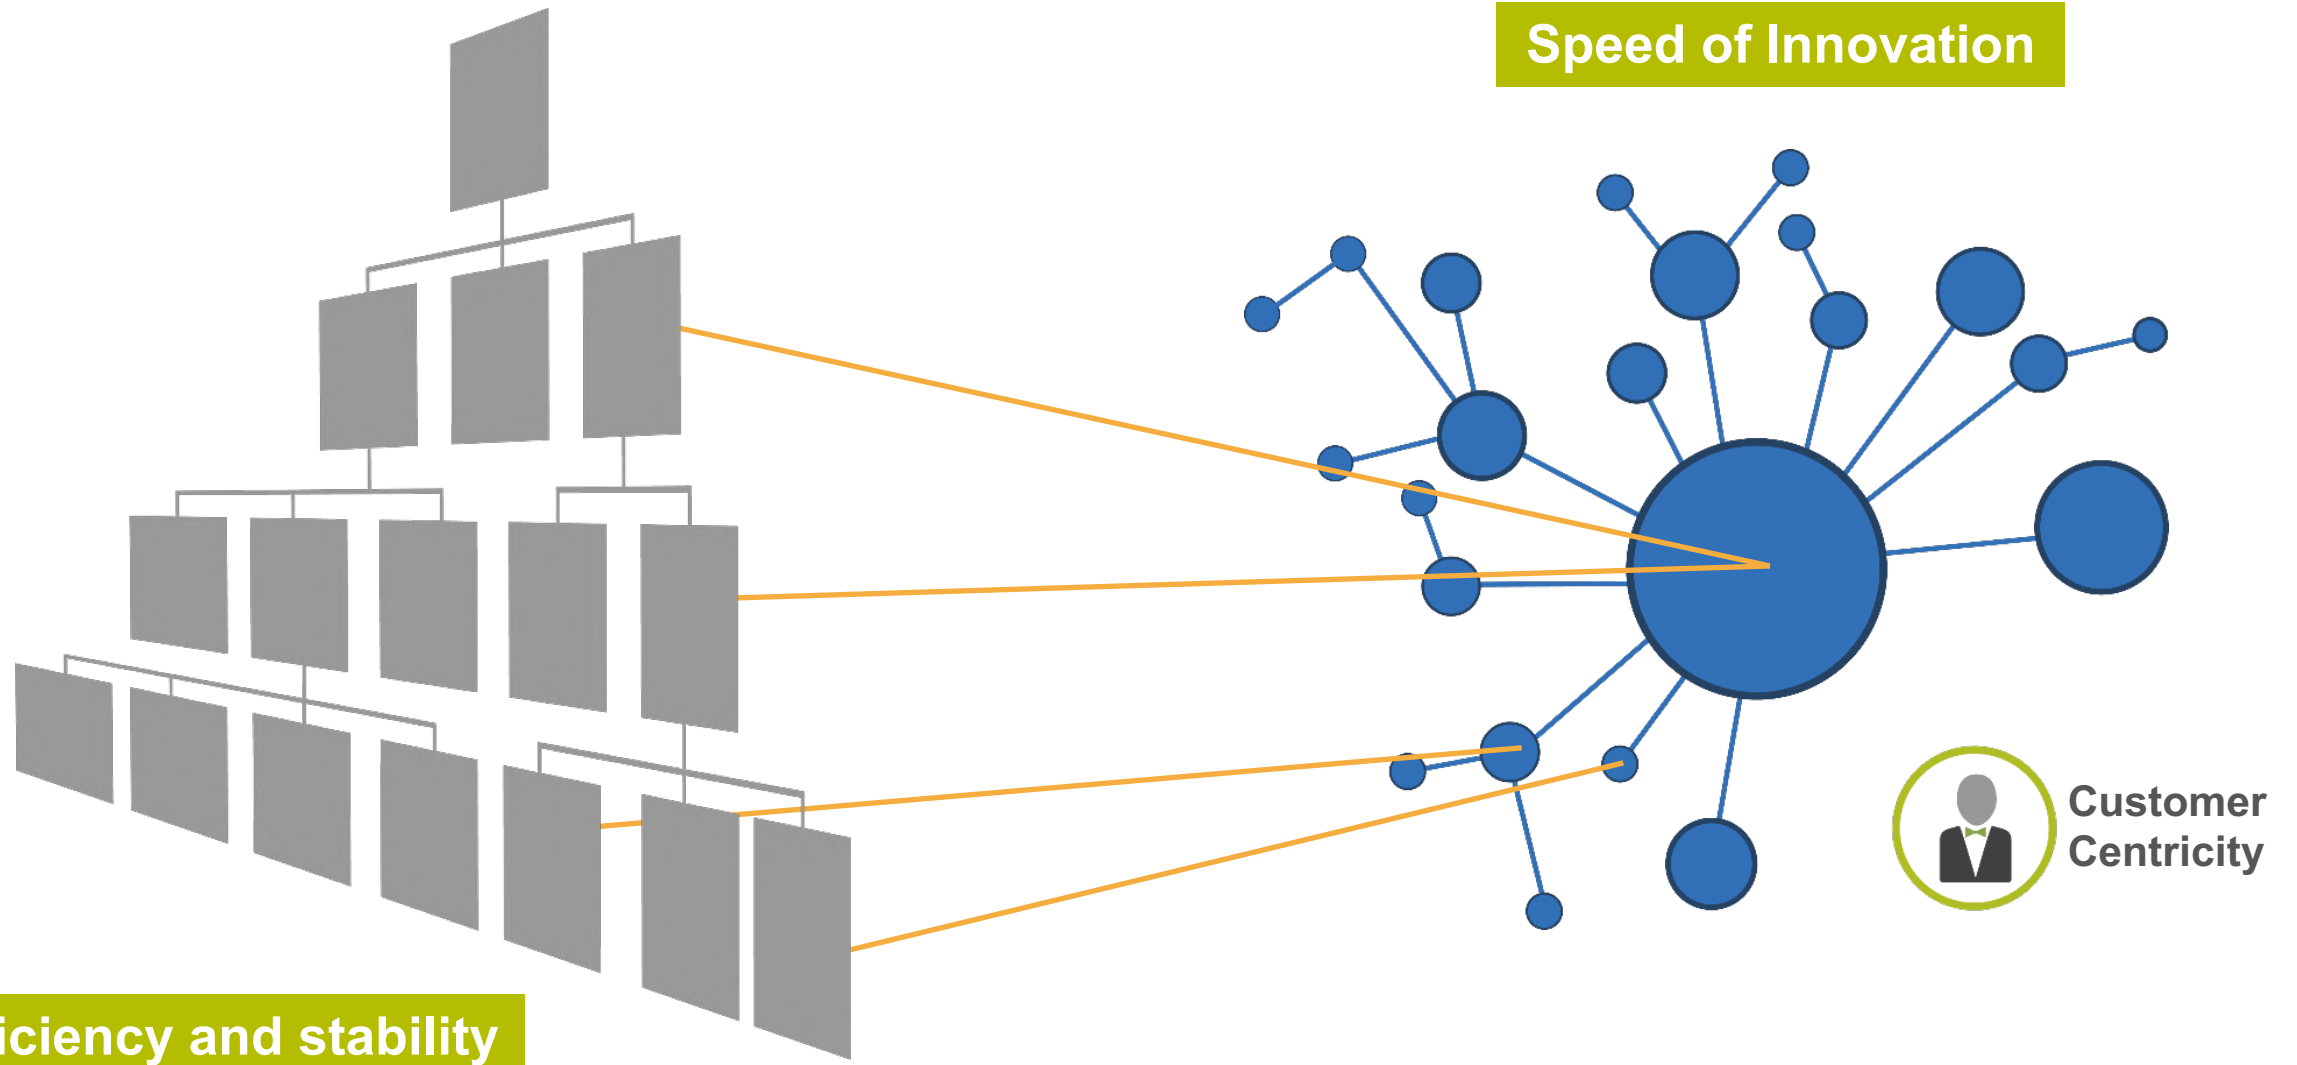 Speed of Innovation
Customer
Centricity
iciency and stability